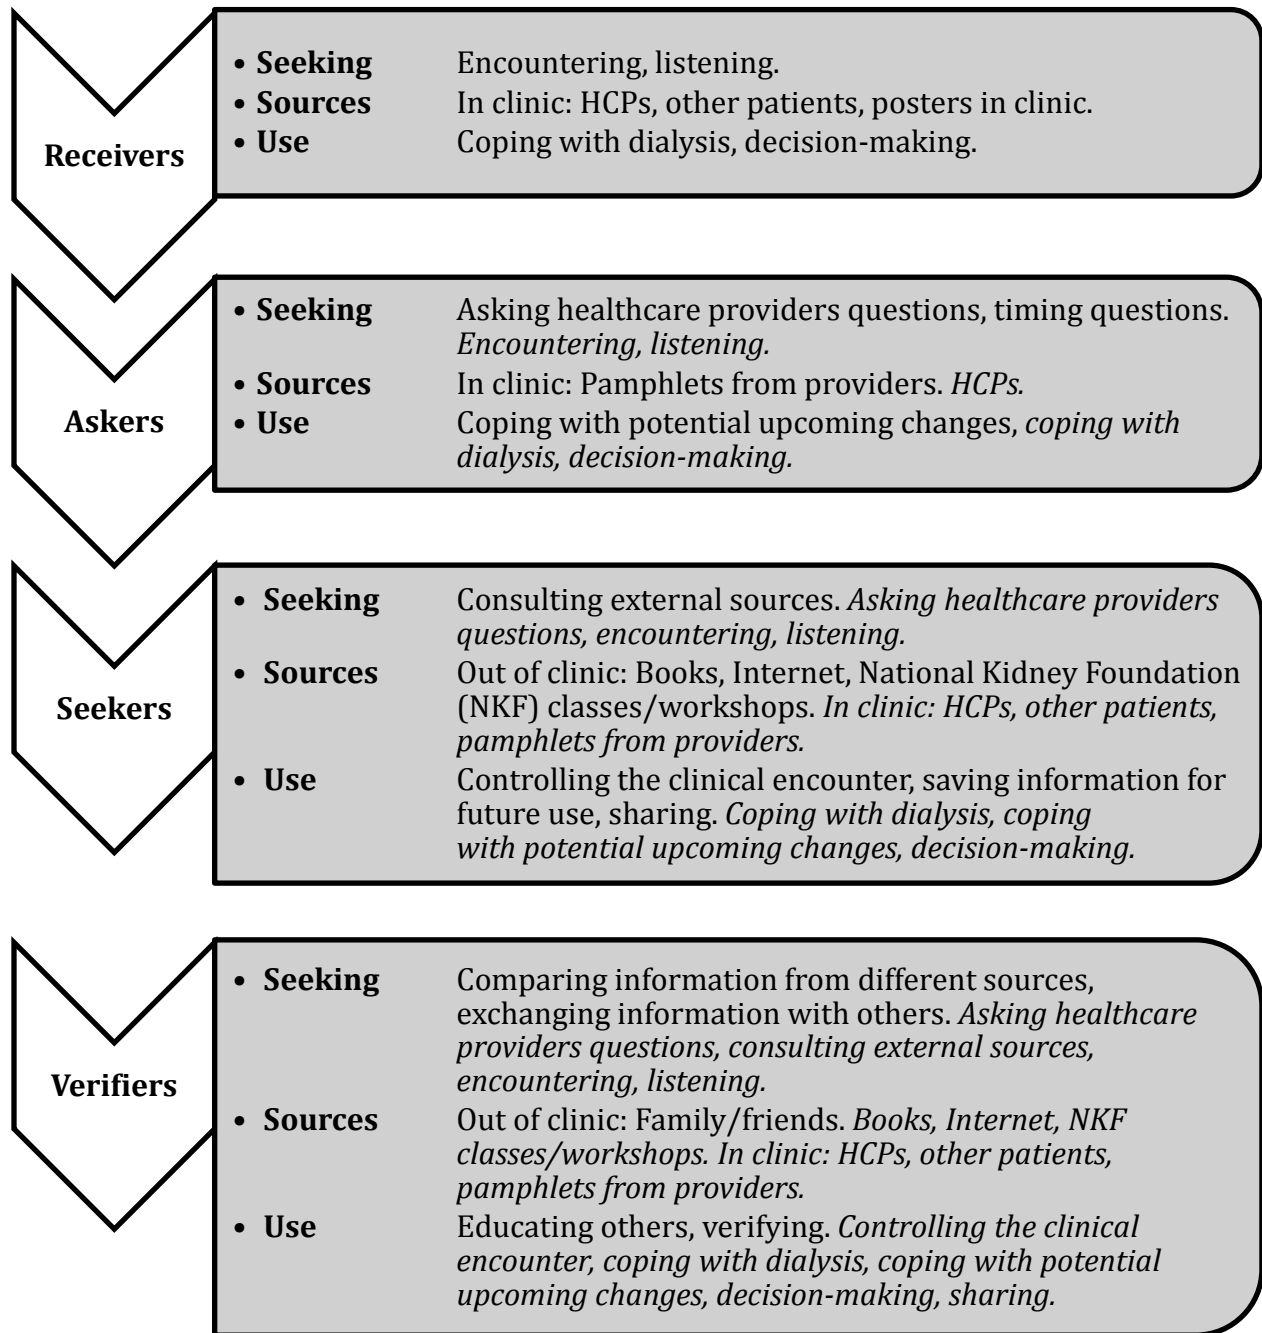 Receivers
• Seeking Encountering, listening.
• Sources In clinic: HCPs, other patients, posters in clinic.
• Use Coping with dialysis, decision-making.
Askers
• Seeking Asking healthcare providers questions, timing questions.
Encountering, listening.
• Sources In clinic: Pamphlets from providers. HCPs.
• Use Coping with potential upcoming changes, coping with
dialysis, decision-making.
Seekers
• Seeking Consulting external sources. Asking healthcare providers
questions, encountering, listening.
• Sources Out of clinic: Books, Internet, National Kidney Foundation
(NKF) classes/workshops. In clinic: HCPs, other patients,
pamphlets from providers.
• Use Controlling the clinical encounter, saving information for
future use, sharing. Coping with dialysis, coping
with potential upcoming changes, decision-making.
Verifiers
• Seeking Comparing information from different sources,
exchanging information with others. Asking healthcare
providers questions, consulting external sources,
encountering, listening.
• Sources Out of clinic: Family/friends. Books, Internet, NKF
classes/workshops. In clinic: HCPs, other patients,
pamphlets from providers.
• Use Educating others, verifying. Controlling the clinical
encounter, coping with dialysis, coping with potential
upcoming changes, decision-making, sharing.